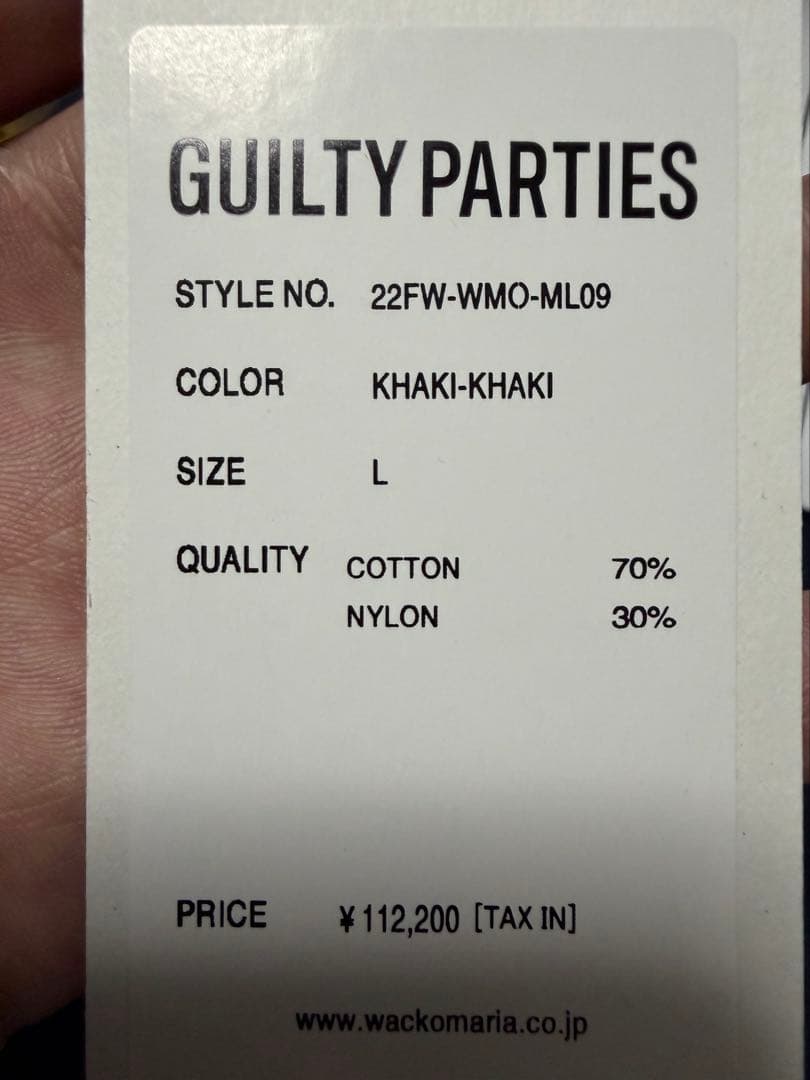 GUILTY PARTIES
STYLE NO. 22FW-WMO-ML09
COLOR KHAKI-KHAKI
SIZE L
QUALITY COTTON 70%
NYLON 30%
PRICE ¥112,200 [TAX IN]
www.wackomaria.co.jp